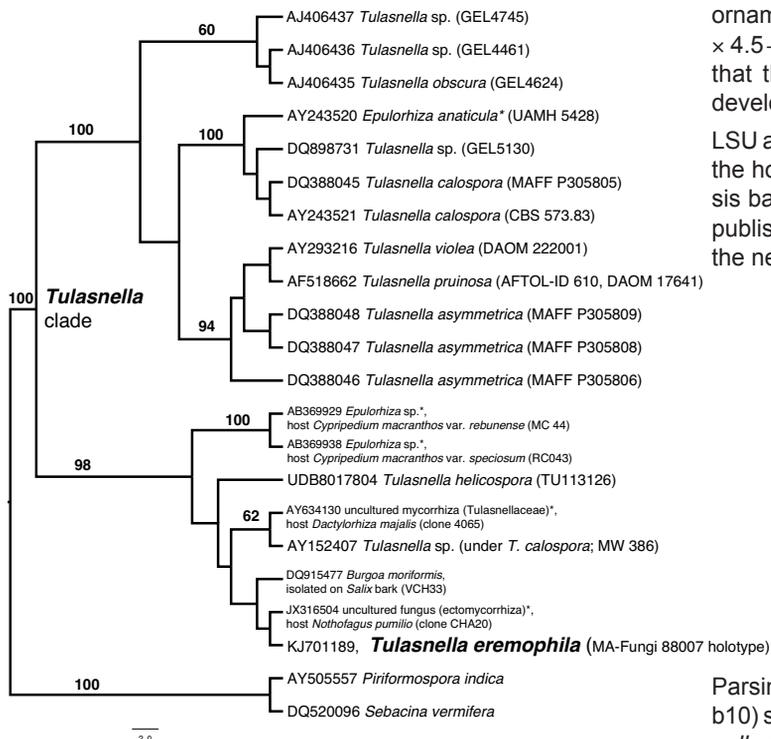 60
AJ406437 Tulasnella sp. (GEL4745)
AJ406436 Tulasnella sp. (GEL4461)
AJ406435 Tulasnella obscura (GEL4624)
100
100
AY243520 Epulorhiza anaticula* (UAMH 5428)
DQ898731 Tulasnella sp. (GEL5130)
DQ388045 Tulasnella calospora (MAFF P305805)
AY243521 Tulasnella calospora (CBS 573.83)
AY293216 Tulasnella violea (DAOM 222001)
AF518662 Tulasnella pruinosa (AFTOL-ID 610, DAOM 17641)
100
Tulasnella
clade
94
DQ388048 Tulasnella asymmetrica (MAFF P305809)
DQ388047 Tulasnella asymmetrica (MAFF P305808)
DQ388046 Tulasnella asymmetrica (MAFF P305806)
100
AB369929 Epulorhiza sp.*,
host Cypripedium macranthos var. rebunense (MC 44)
AB369938 Epulorhiza sp.*,
host Cypripedium macranthos var. speciosum (RC043)
98
UDB8017804 Tulasnella helicospora (TU113126)
62
AY634130 uncultured mycorrhiza (Tulasnellaceae)*,
host Dactylorhiza majalis (clone 4065)
AY152407 Tulasnella sp. (under T. calospora; MW 386)
DQ915477 Burgoa moriformis,
isolated on Salix bark (VCH33)
JX316504 uncultured fungus (ectomycorrhiza)*,
host Nothofagus pumilio (clone CHA20)
KJ701189, Tulasnella eremophila (MA-Fungi 88007 holotype)
100
AY505557 Piriformospora indica
DQ520096 Sebacina vermifera
ornam
× 4.5–
that th
develo
LSU a
the ho
sis ba
publis
the ne
Parsin
b10) s